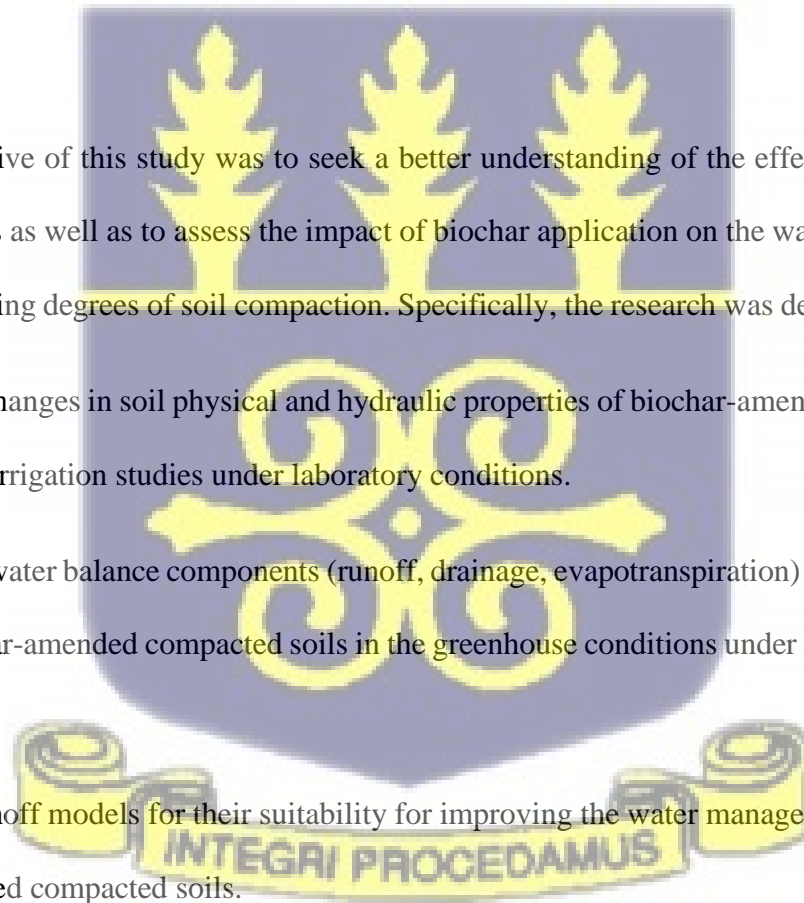 ive of this study was to seek a better understanding of the effe
s as well as to assess the impact of biochar application on the wa
ing degrees of soil compaction. Specifically, the research was de
hanges in soil physical and hydraulic properties of biochar-amen
rrigation studies under laboratory conditions.
water balance components (runoff, drainage, evapotranspiration)
ar-amended compacted soils in the greenhouse conditions under
noff models for their suitability for improving the water manage
ed compacted soils.
INTEGRI PROCEDAMUS